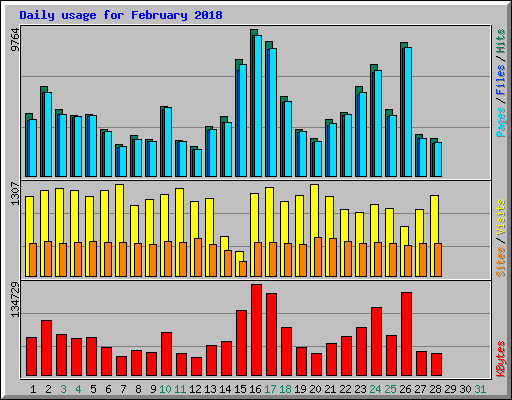 Daily usage for February 2018
9764
Pages / Files / Hits
1307
Sites / Visits
134729
KBytes
1 2 3 4 5 6 7 8 9 10 11 12 13 14 15 16 17 18 19 20 21 22 23 24 25 26 27 28 29 30 31